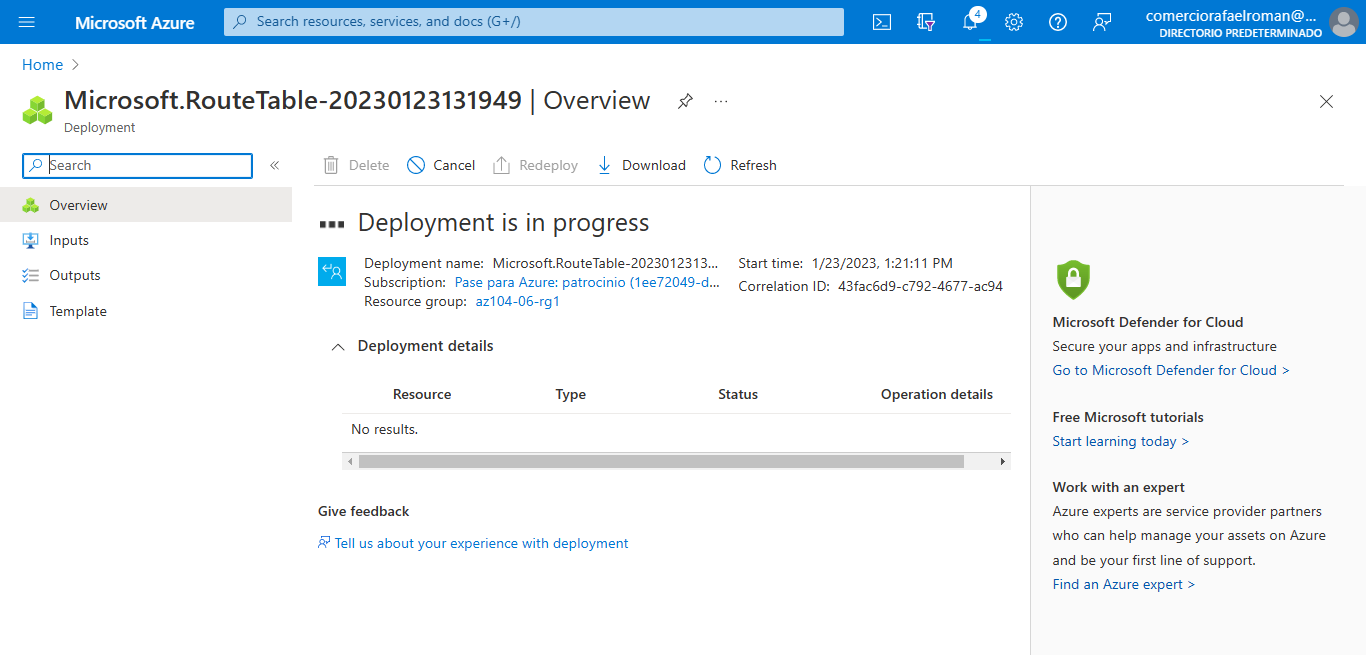 Microsoft Azure
Search resources, services, and docs (G+/)
4
comerciorafaelroman@...
DIRECTORIO PREDETERMINADO
Home
Microsoft.RouteTable-20230123131949 | Overview
...
Deployment
Search
«
Delete
Cancel
Redeploy
Download
Refresh
Overview
Inputs
Outputs
Template
Deployment is in progress
Deployment name: Microsoft.RouteTable-2023012313...
Subscription: Pase para Azure: patrocinio (1ee72049-d...
Resource group: az104-06-rg1
Start time: 1/23/2023, 1:21:11 PM
Correlation ID: 43fac6d9-c792-4677-ac94
Deployment details
Resource Type Status Operation details
No results.
Give feedback
Tell us about your experience with deployment
Microsoft Defender for Cloud
Secure your apps and infrastructure
Go to Microsoft Defender for Cloud >
Free Microsoft tutorials
Start learning today >
Work with an expert
Azure experts are service provider partners
who can help manage your assets on Azure
and be your first line of support.
Find an Azure expert >